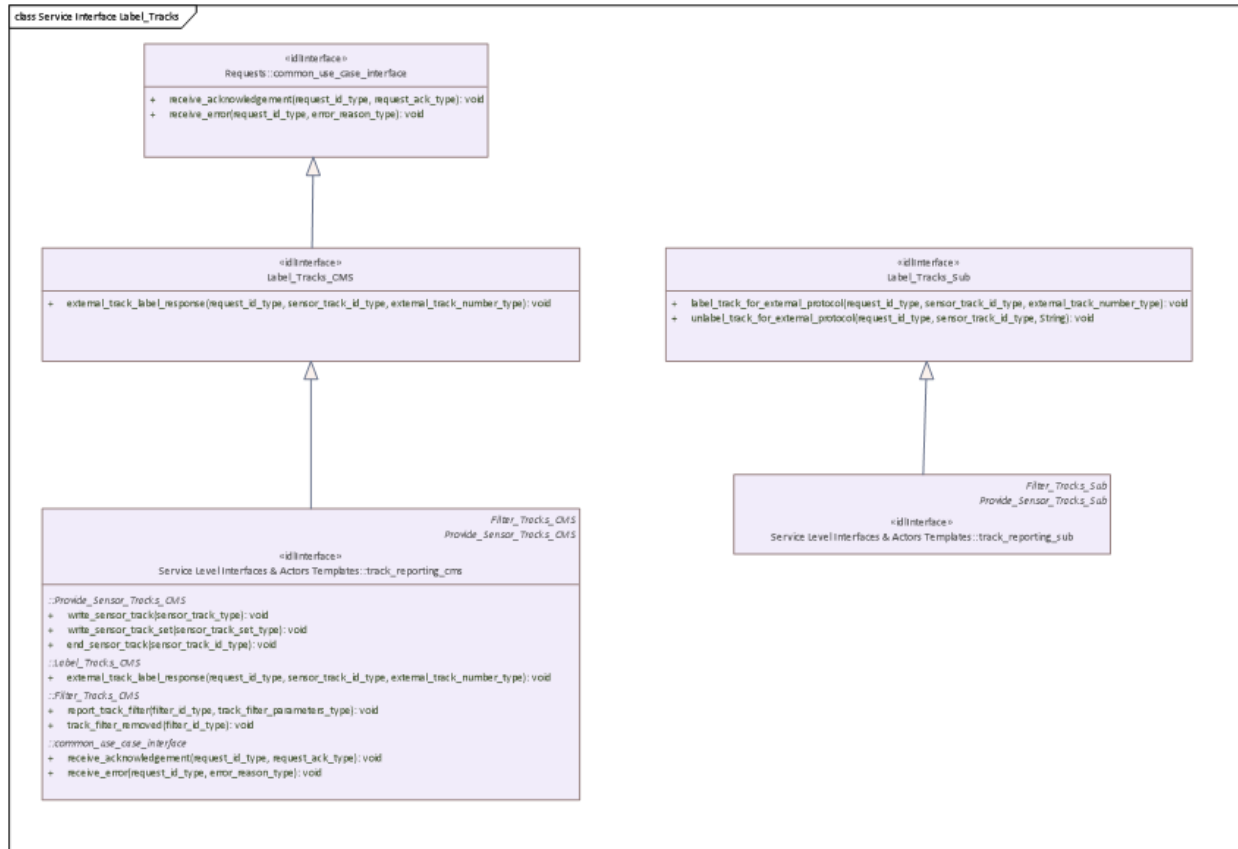 class Service Interface Label_Tracks
«idlInterface»
Requests::common_use_case_interface
+ receive_acknowledgement(request_id_type, request_ack_type): void
+ receive_error(request_id_type, error_reason_type): void
«idlInterface»
Label_Tracks_CMS
+ external_track_label_response(request_id_type, sensor_track_id_type, external_track_number_type): void
«idlInterface»
Label_Tracks_Sub
+ label_track_for_external_protocol(request_id_type, sensor_track_id_type, external_track_number_type): void
+ unlabel_track_for_external_protocol(request_id_type, sensor_track_id_type, String): void
Filter_Tracks_CMS
Provide_Sensor_Tracks_CMS
«idlInterface»
Service Level Interfaces & Actors Templates::track_reporting_cms
::Provide_Sensor_Tracks_CMS
+ write_sensor_track(sensor_track_type): void
+ write_sensor_track_set(sensor_track_set_type): void
+ end_sensor_track(sensor_track_id_type): void
::Label_Tracks_CMS
+ external_track_label_response(request_id_type, sensor_track_id_type, external_track_number_type): void
::Filter_Tracks_CMS
+ report_track_filter(filter_id_type, track_filter_parameters_type): void
+ track_filter_removed(filter_id_type): void
::common_use_case_interface
+ receive_acknowledgement(request_id_type, request_ack_type): void
+ receive_error(request_id_type, error_reason_type): void
Filter_Tracks_Sub
Provide_Sensor_Tracks_Sub
«idlInterface»
Service Level Interfaces & Actors Templates::track_reporting_sub